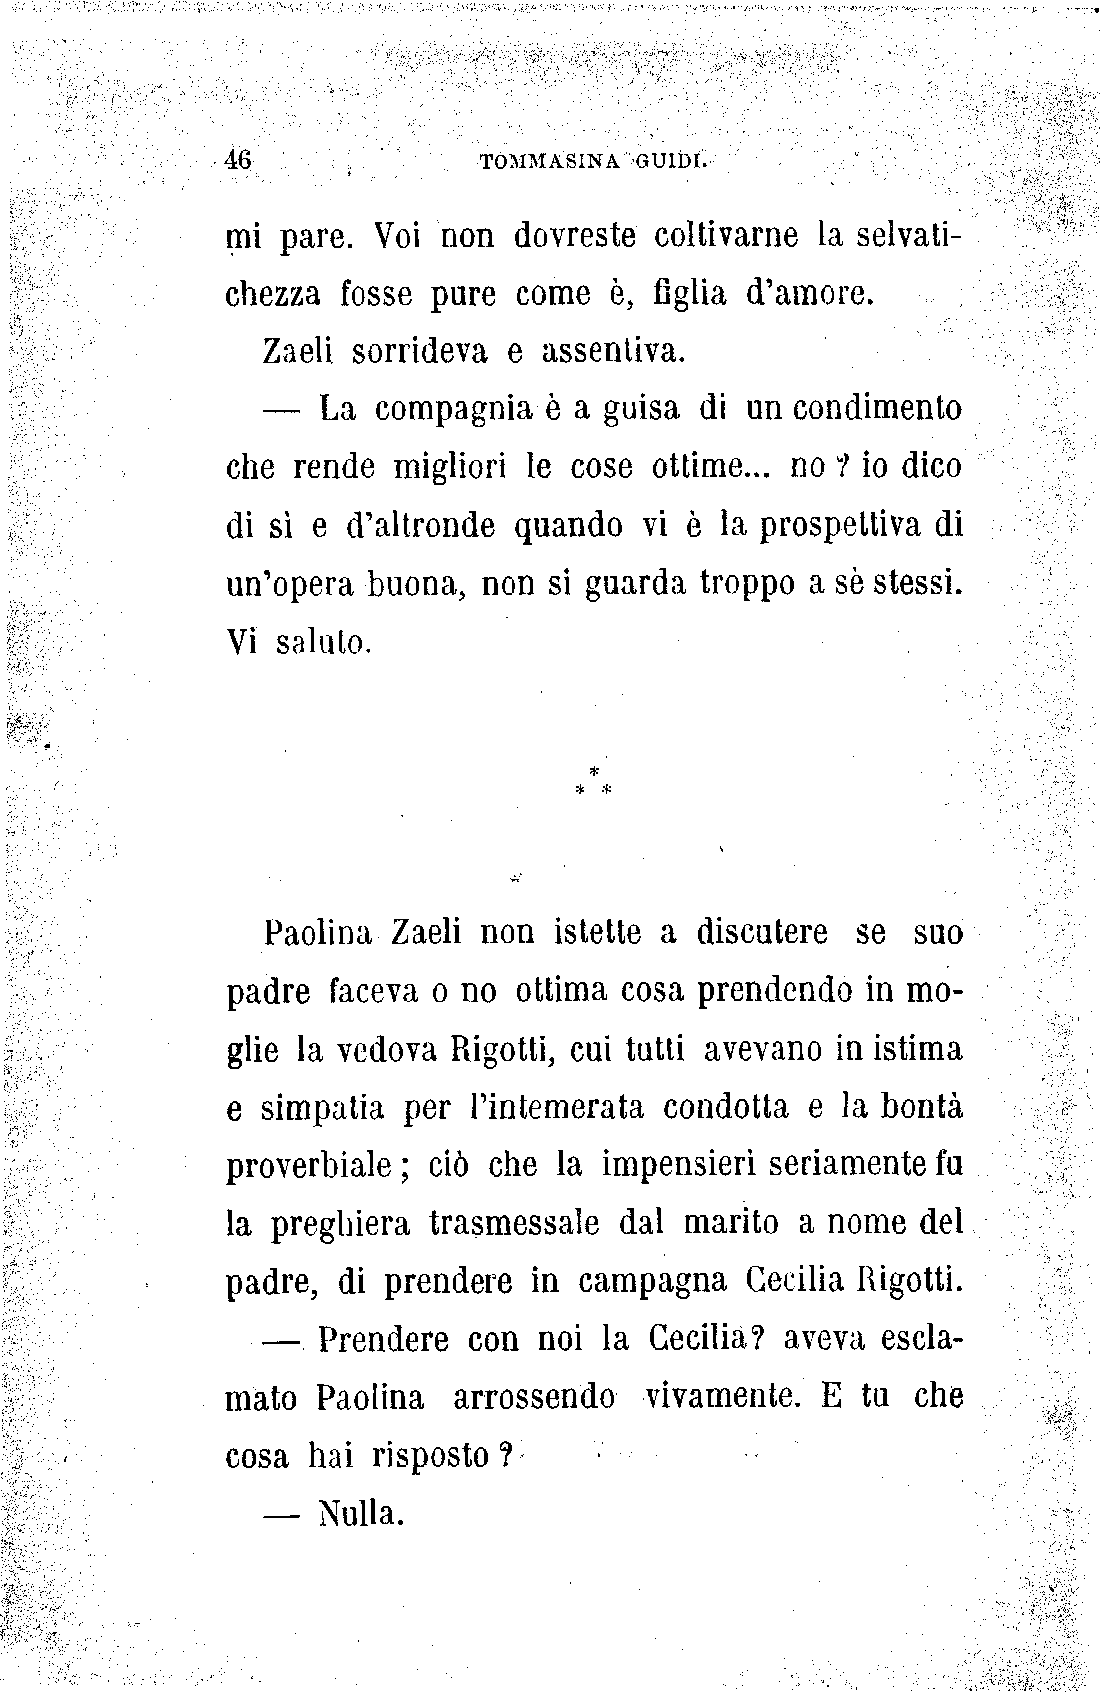 46 TOMMASINA GUIDI.
mi pare. Voi non dovreste coltivarne la selvati-
chezza fosse pure come è, figlia d'amore.
Zaeli sorrideva e assentiva.
— La compagnia è a guisa di un condimento
che rende migliori le cose ottime... no? io dico
di sì e d'altronde quando vi è la prospettiva di
un'opera buona, non si guarda troppo a sè stessi.
Vi saluto.
*
* *
Paolina Zaeli non istette a discutere se suo
padre faceva o no ottima cosa prendendo in mo-
glie la vedova Rigotti, cui tutti avevano in istima
e simpatia per l'intemerata condotta e la bontà
proverbiale; ciò che la impensierì seriamente fu
la preghiera trasmessale dal marito a nome del
padre, di prendere in campagna Cecilia Rigotti.
— Prendere con noi la Cecilia? aveva escla-
mato Paolina arrossendo vivamente. E tu che
cosa hai risposto?
— Nulla.